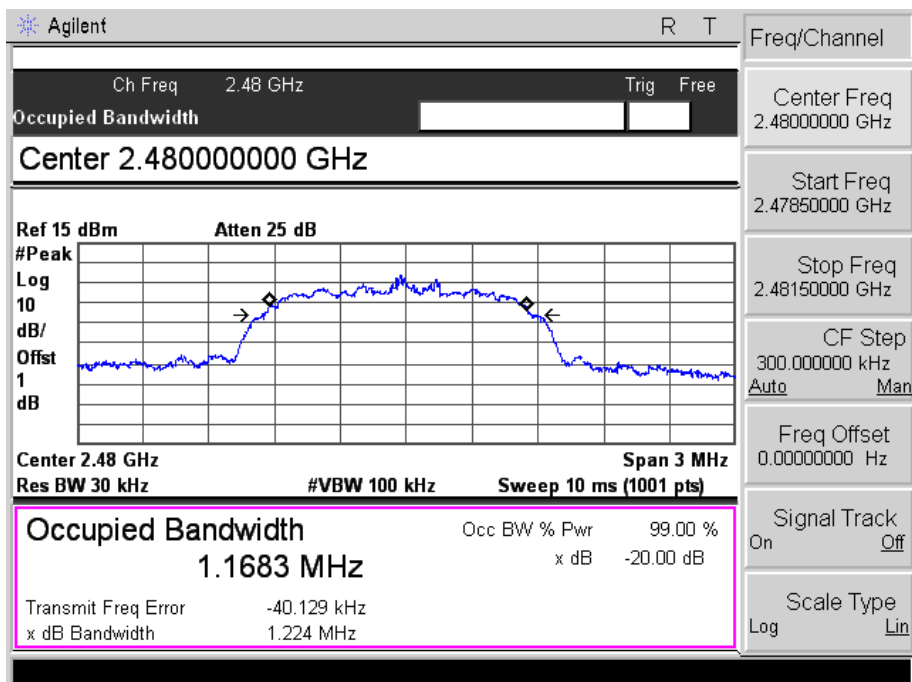 Agilent R T
Freq/Channel
Ch Freq 2.48 GHz Trig Free
Occupied Bandwidth
Center 2.480000000 GHz
Center Freq
2.48000000 GHz
Start Freq
2.47850000 GHz
Stop Freq
2.48150000 GHz
CF Step
300.000000 kHz
Auto Man
Freq Offset
0.00000000 Hz
Signal Track
On Off
Scale Type
Log Lin
Ref 15 dBm Atten 25 dB
#Peak
Log
10
dB/
Offst
1
dB
Center 2.48 GHz Span 3 MHz
Res BW 30 kHz #VBW 100 kHz Sweep 10 ms (1001 pts)
Occupied Bandwidth
1.1683 MHz
Occ BW % Pwr 99.00 %
x dB -20.00 dB
Transmit Freq Error -40.129 kHz
x dB Bandwidth 1.224 MHz